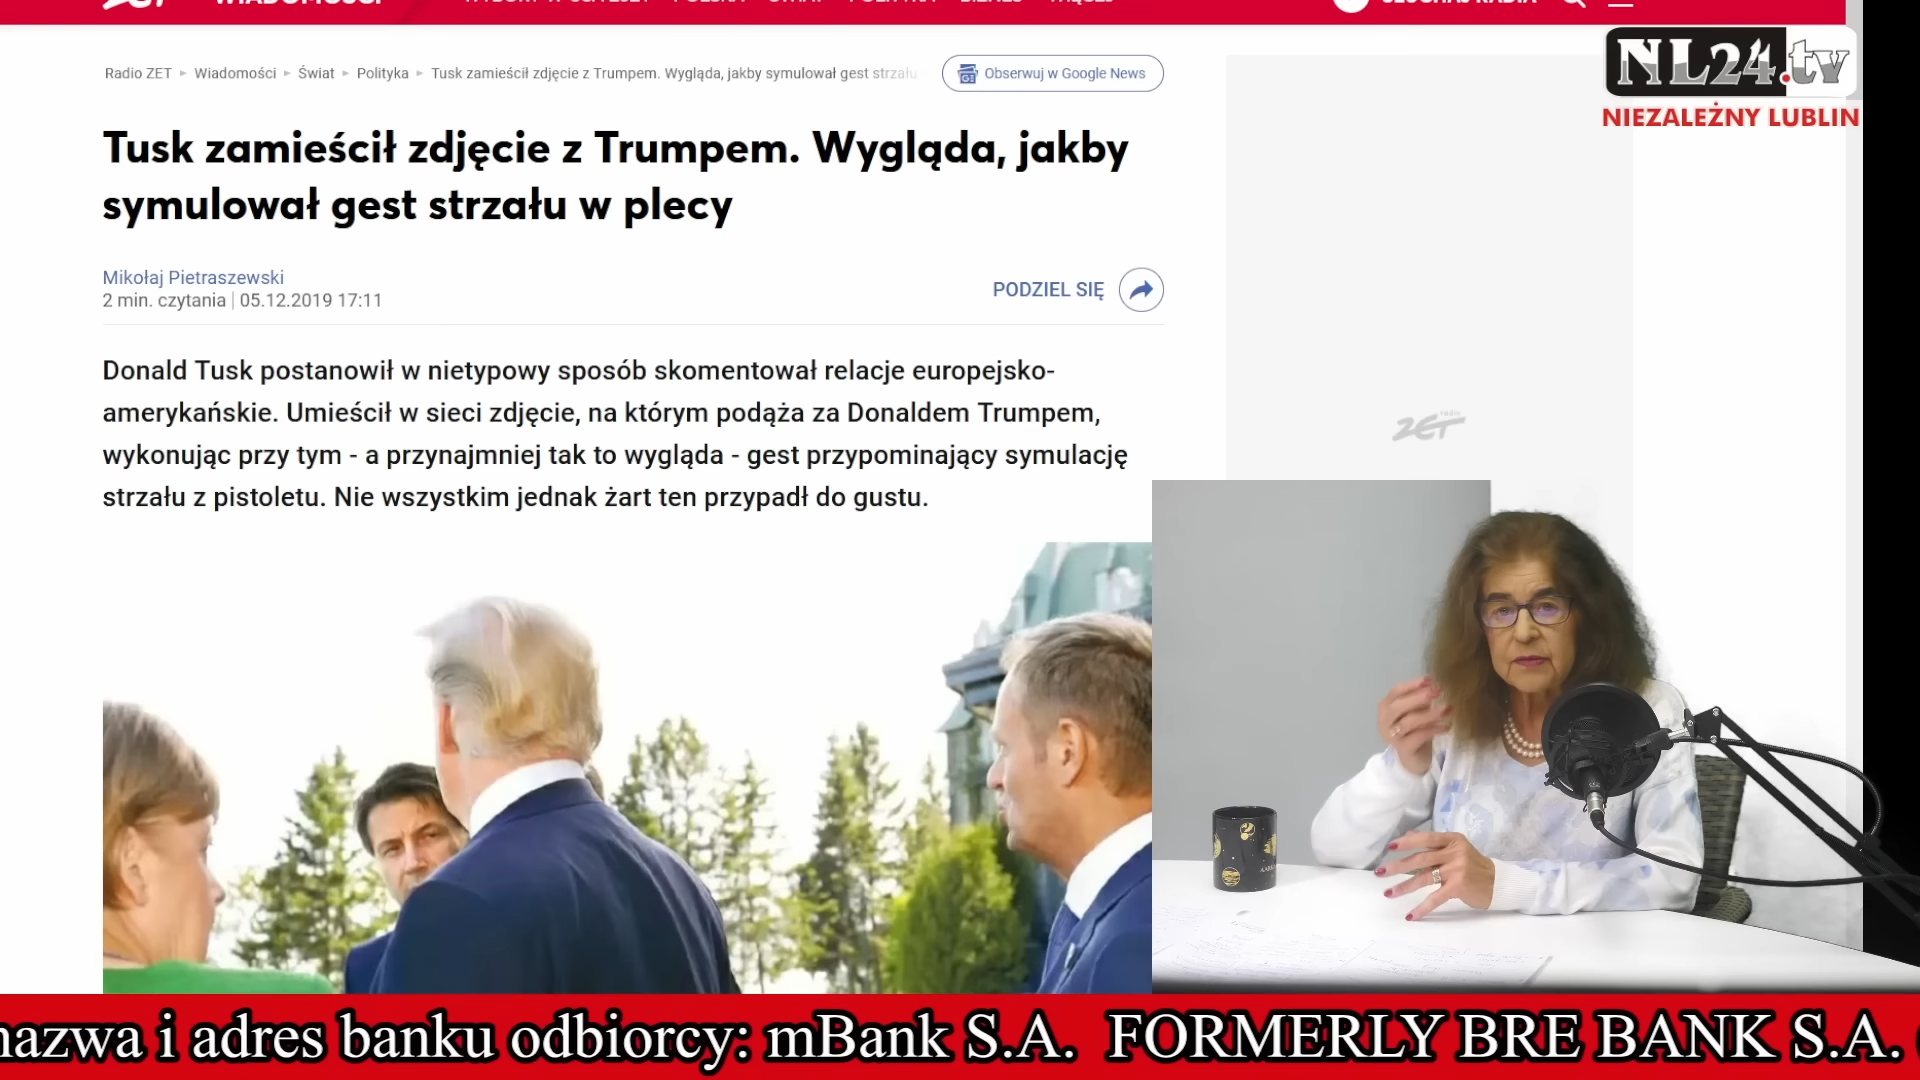 Radio ZET ▸ Wiadomości ▸ Świat ▸ Polityka ▸ Tusk zamieścił zdjęcie z Trumpem. Wygląda, jakby symulował gest strzału
Obserwuj w Google News
NL24.tv
NIEZALEŻNY LUBLIN
Tusk zamieścił zdjęcie z Trumpem. Wygląda, jakby
symulował gest strzału w plecy
Mikołaj Pietraszewski
2 min. czytania | 05.12.2019 17:11
PODZIEL SIĘ
Donald Tusk postanowił w nietypowy sposób skomentował relacje europejsko-
amerykańskie. Umieścił w sieci zdjęcie, na którym podąża za Donaldem Trumpem,
wykonując przy tym - a przynajmniej tak to wygląda - gest przypominający symulację
strzału z pistoletu. Nie wszystkim jednak żart ten przypadł do gustu.
radio ZET
nazwa i adres banku odbiorcy: mBank S.A. FORMERLY BRE BANK S.A.